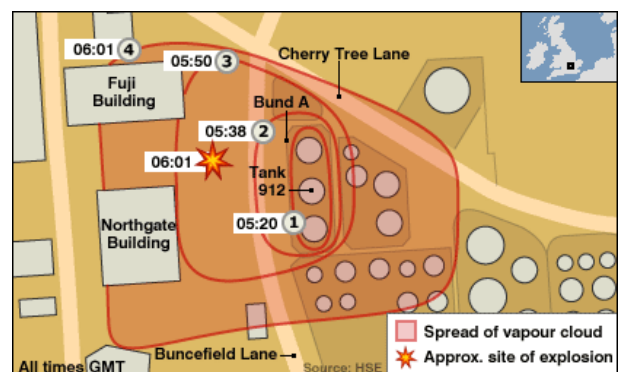 06:01 4
05:50 3
Cherry Tree Lane
Fuji
Building
Bund A
05:38 2
06:01
Tank
912
05:20 1
Northgate
Building
Buncefield Lane
All times GMT
Source: HSE
Spread of vapour cloud
Approx. site of explosion